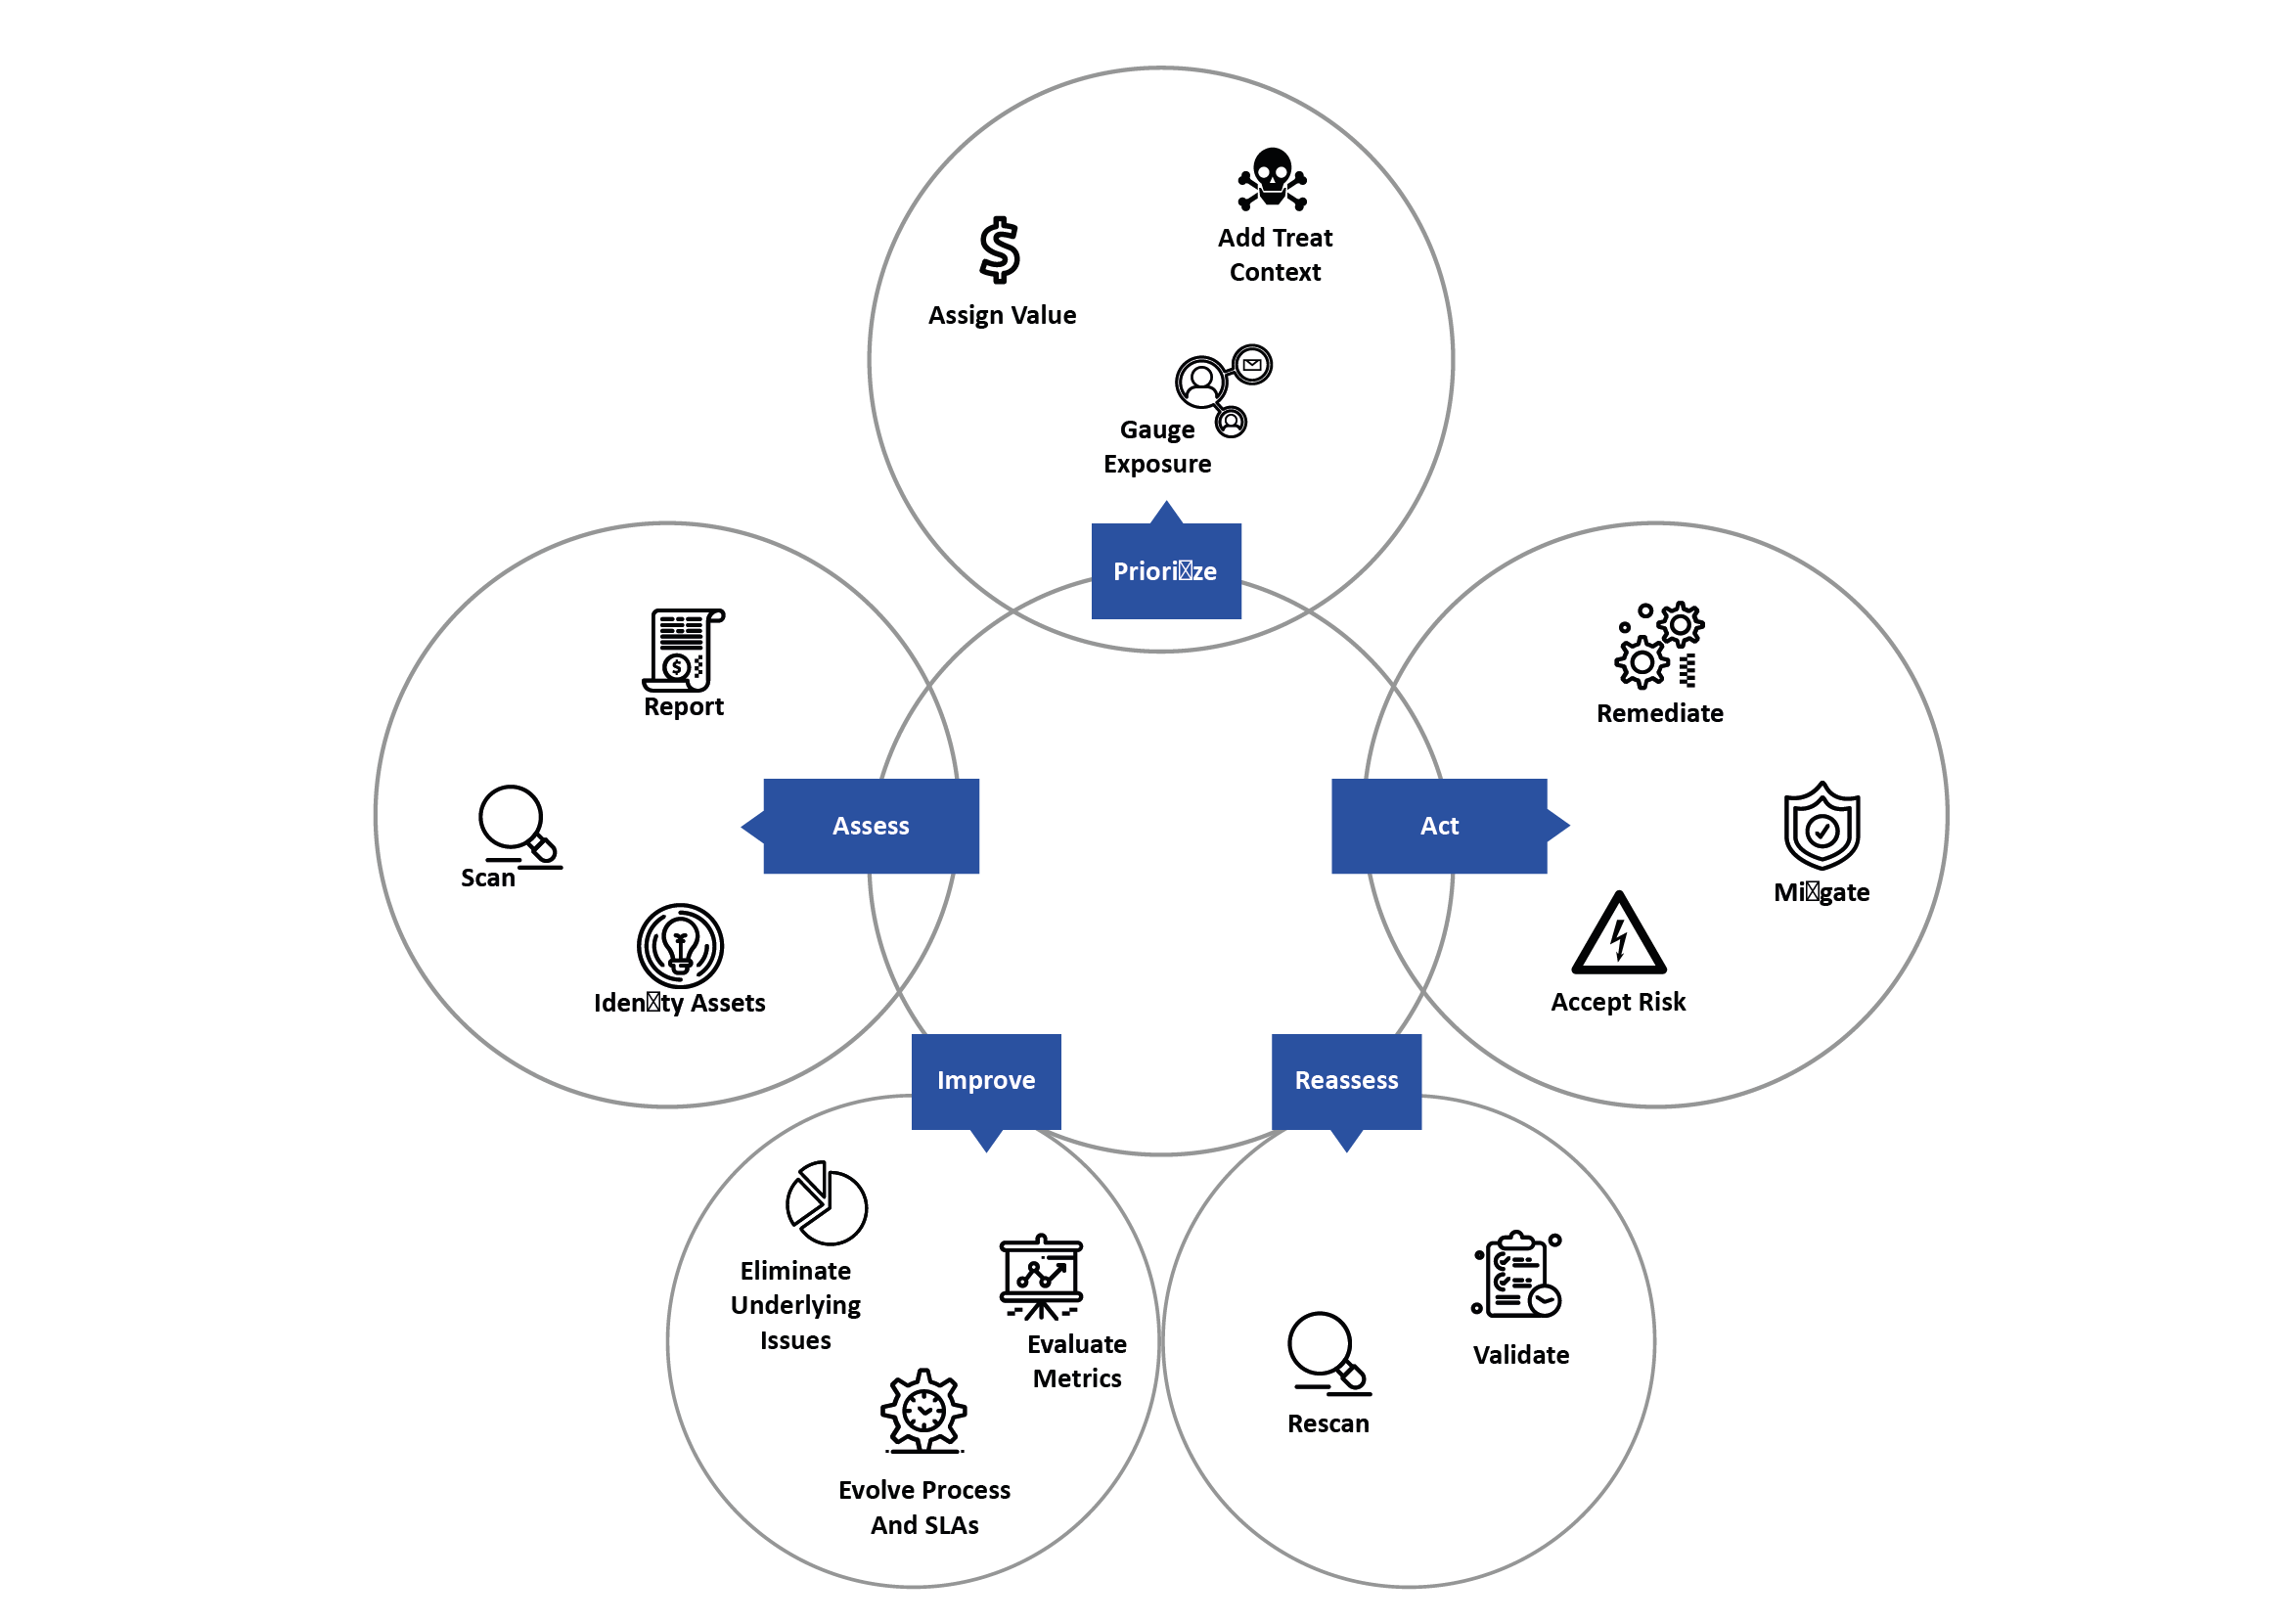 Add Treat
Context
Assign Value
Gauge
Exposure
Priori�ze
Report
Scan
Iden�ty Assets
Assess
Act
Remediate
Mi�gate
Accept Risk
Improve
Reassess
Eliminate
Underlying
Issues
Evaluate
Metrics
Evolve Process
And SLAs
Validate
Rescan